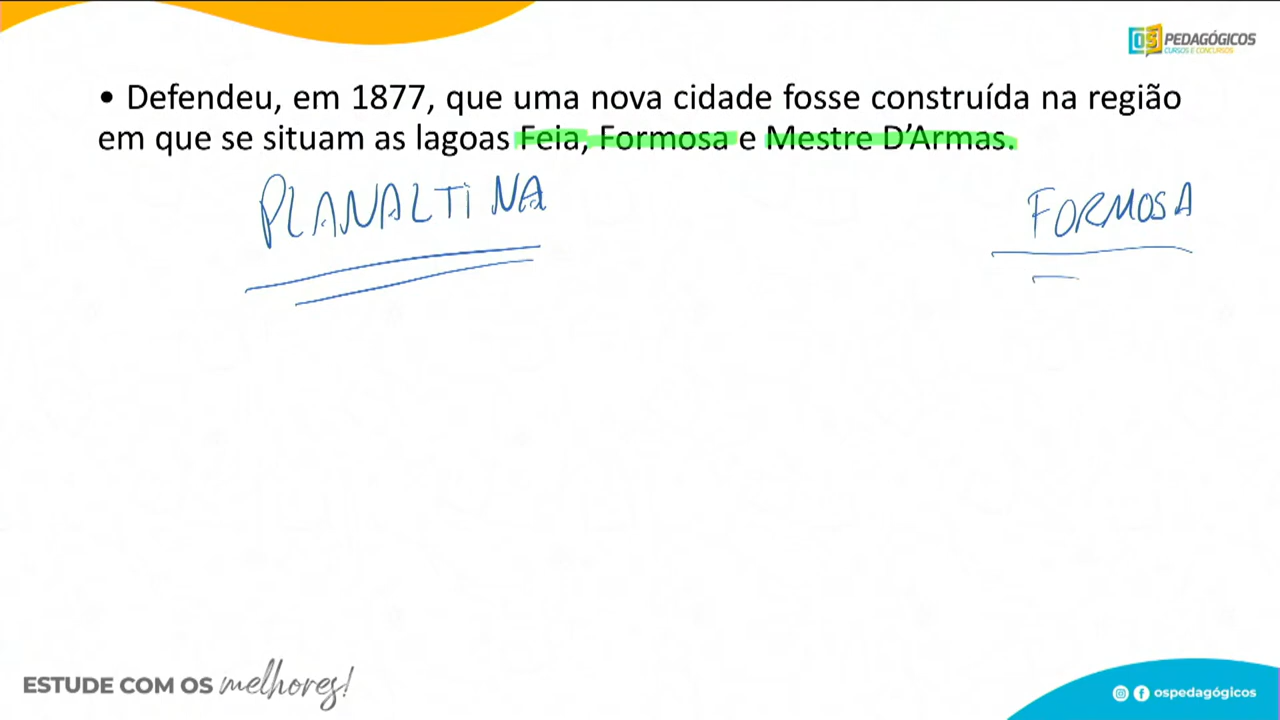 OS PEDAGÓGICOS
CURSOS E CONCURSOS
• Defendeu, em 1877, que uma nova cidade fosse construída na região
em que se situam as lagoas Feia, Formosa e Mestre D’Armas.
PLANALTINA
FORMOSA
ESTUDE COM OS melhores!
ospedagógicos